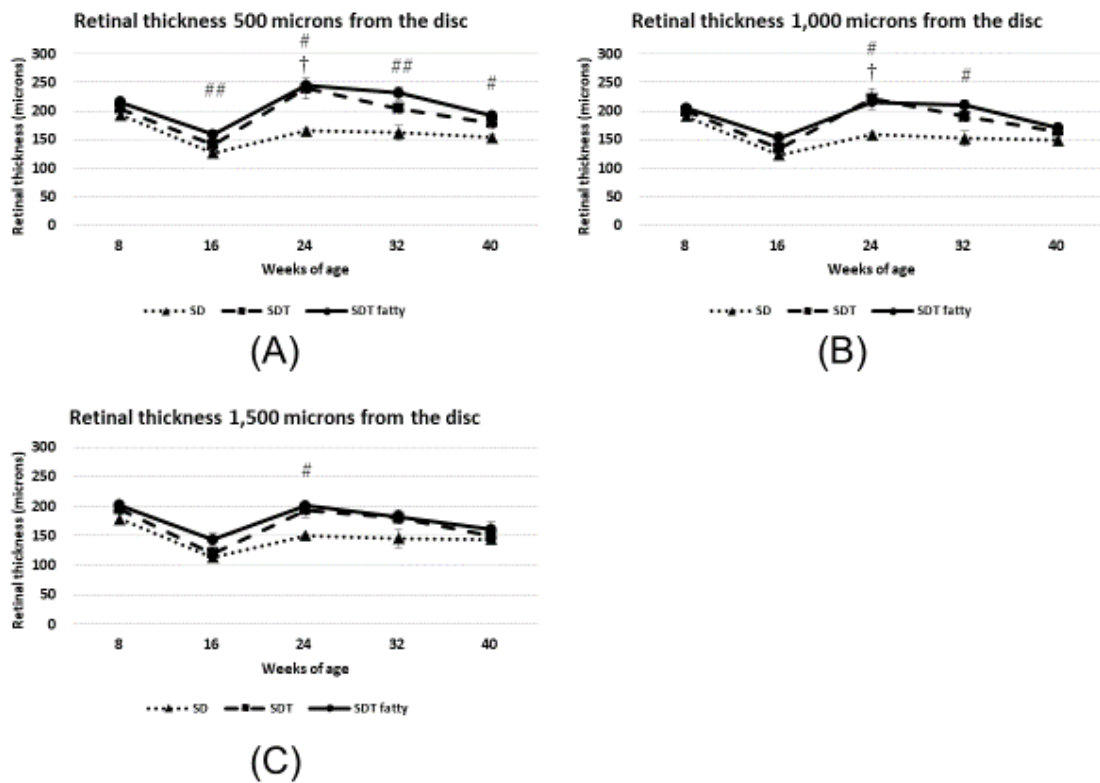 Retinal thickness 500 microns from the disc
#
##
†
##
#
300
250
200
150
100
50
0
Retinal thickness (microns)
8 16 24 32 40
Weeks of age
SD SDT SDT fatty
(A)
Retinal thickness 1,000 microns from the disc
#
†
#
300
250
200
150
100
50
0
Retinal thickness (microns)
8 16 24 32 40
Weeks of age
SD SDT SDT fatty
(B)
Retinal thickness 1,500 microns from the disc
#
300
250
200
150
100
50
0
Retinal thickness (microns)
8 16 24 32 40
Weeks of age
SD SDT SDT fatty
(C)